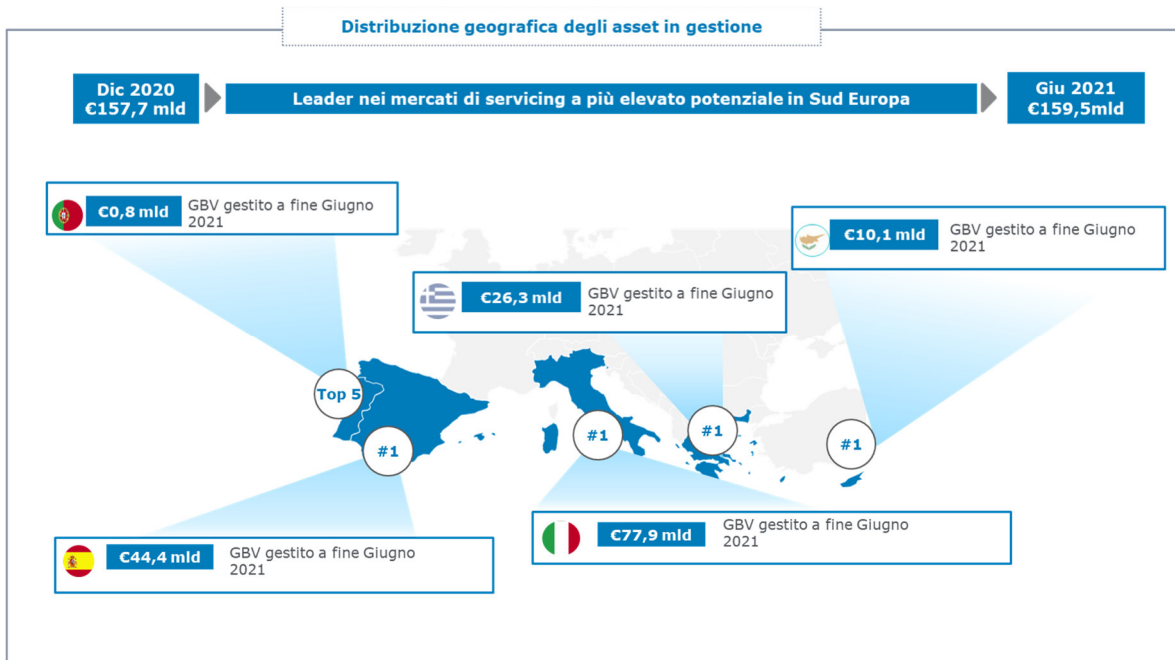 Distribuzione geografica degli asset in gestione
Dic 2020
€157,7 mld
Leader nei mercati di servicing a più elevato potenziale in Sud Europa
Giu 2021
€159,5mld
€0,8 mld
GBV gestito a fine Giugno
2021
€10,1 mld
GBV gestito a fine Giugno
2021
€26,3 mld
GBV gestito a fine Giugno
2021
Top 5
#1
#1
#1
#1
€44,4 mld
GBV gestito a fine Giugno
2021
€77,9 mld
GBV gestito a fine Giugno
2021